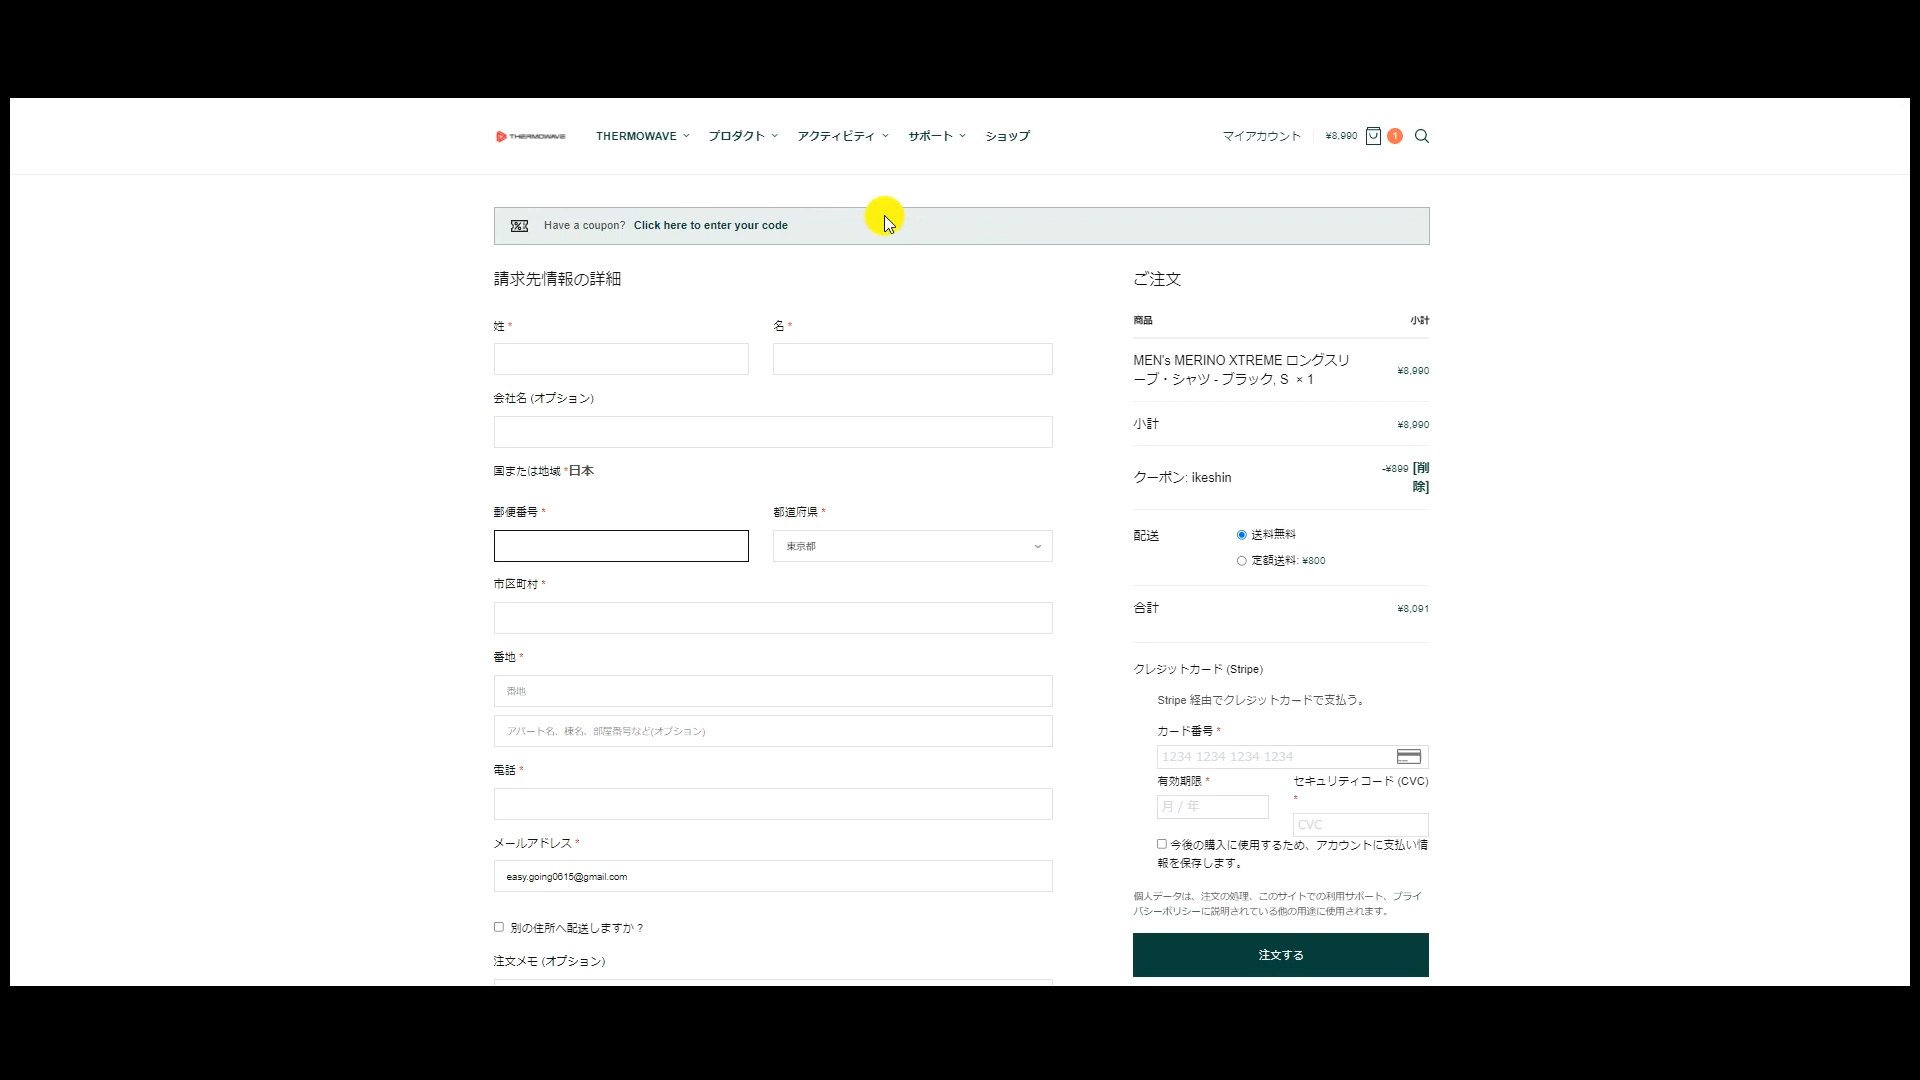 THERMOWAVE THERMOWAVE プロダクト アクティビティ サポート ショップ マイアカウント ¥8,990 1
Have a coupon? Click here to enter your code
請求先情報の詳細
姓 * 名 *
会社名 (オプション)
国または地域 *日本
郵便番号 * 都道府県 *
東京都
市区町村 *
番地 *
番地
アパート名、棟名、部屋番号など(オプション)
電話 *
メールアドレス *
easy.going0615@gmail.com
別の住所へ配送しますか ?
注文メモ (オプション)
ご注文
商品 小計
MEN's MERINO XTREME ロングスリ
ーブ・シャツ - ブラック, S × 1 ¥8,990
小計 ¥8,990
クーポン: ikeshin -¥899 [削
除]
配送 送料無料
定額送料: ¥800
合計 ¥8,091
クレジットカード (Stripe)
Stripe 経由でクレジットカードで支払う。
カード番号 *
1234 1234 1234 1234
有効期限 * セキュリティコード (CVC)
*
月 / 年
CVC
今後の購入に使用するため、アカウントに支払い情
報を保存します。
個人データは、注文の処理、このサイトでの利用サポート、プライ
バシーポリシーに説明されている他の用途に使用されます。
注文する